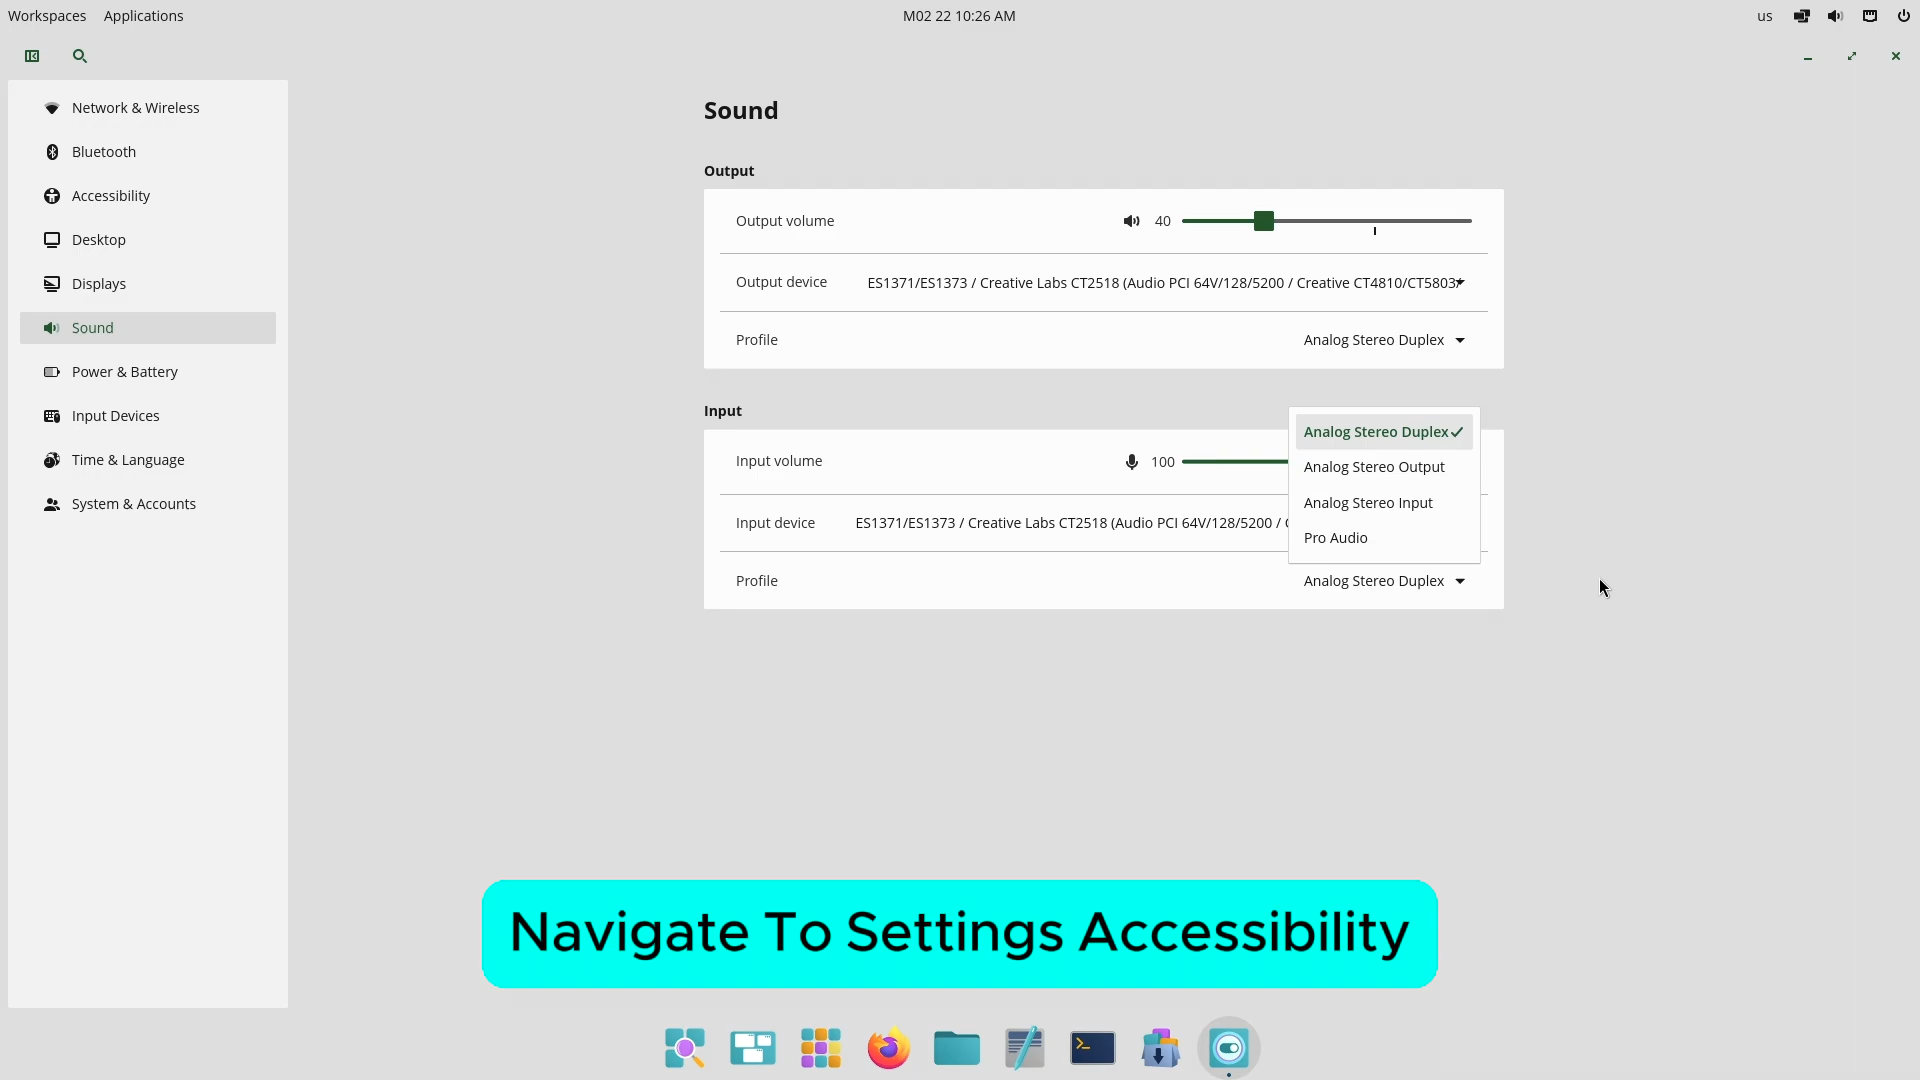 Workspaces
Applications
M02 22 10:26 AM
us
Network & Wireless
Bluetooth
Accessibility
Desktop
Displays
Sound
Power & Battery
Input Devices
Time & Language
System & Accounts
Sound
Output
Output volume
40
Output device
ES1371/ES1373 / Creative Labs CT2518 (Audio PCI 64V/128/5200 / Creative CT4810/CT5803/
Profile
Analog Stereo Duplex
Input
Input volume
100
Input device
ES1371/ES1373 / Creative Labs CT2518 (Audio PCI 64V/128/5200 /
Profile
Analog Stereo Duplex
Analog Stereo Duplex
Analog Stereo Output
Analog Stereo Input
Pro Audio
Navigate To Settings Accessibility